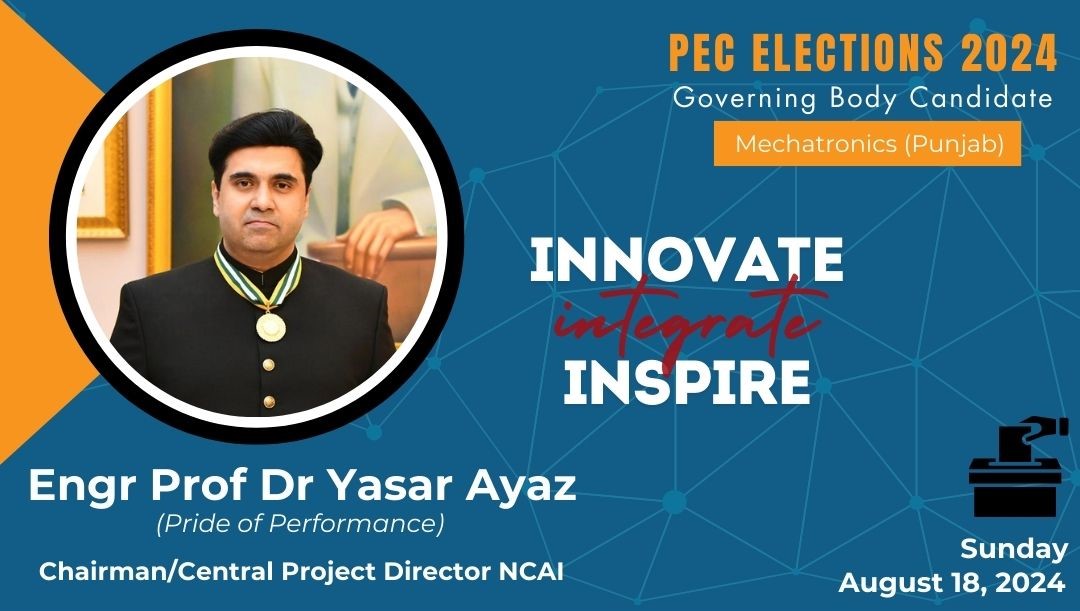 PEC ELECTIONS 2024
Governing Body Candidate
Mechatronics (Punjab)
INNOVATE
integrate
INSPIRE
Engr Prof Dr Yasar Ayaz
(Pride of Performance)
Chairman/Central Project Director NCAI
Sunday
August 18, 2024